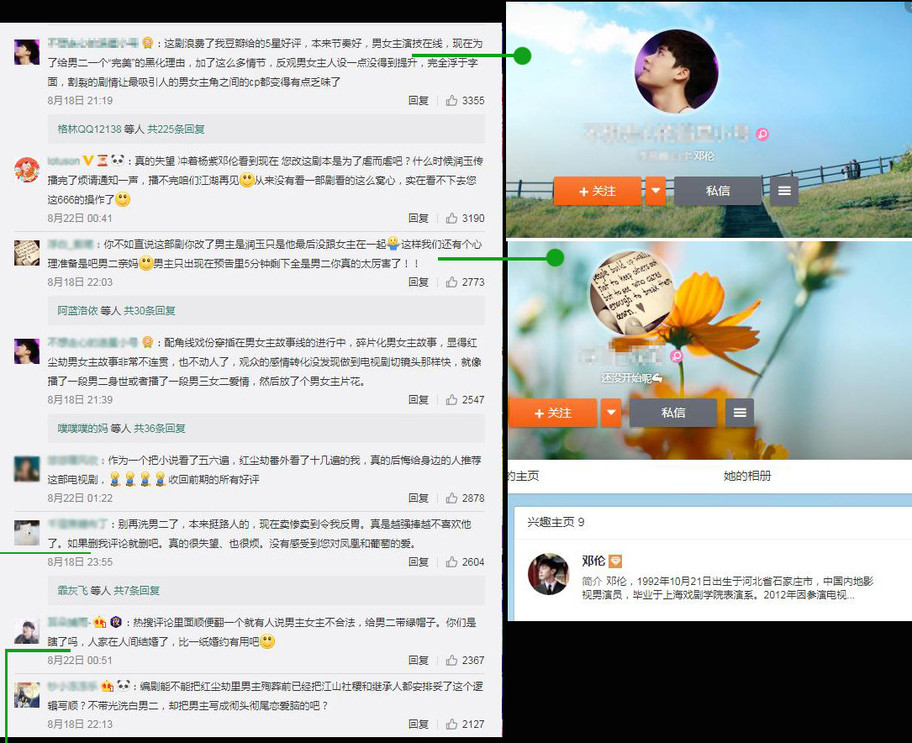 ：这剧浪费了我豆瓣给的5星好评，本来节奏好，男女主演技在线，现在为
了给男二一个“完美”的黑化理由，加了这么多情节，反观男女主人设一点没得到提升，完全浮于字
面，割裂的剧情让最吸引人的男女主角之间的cp都变得有点乏味了
8月18日 21:19
回复
3355
格林QQ12138 等人 共225条回复
：真的失望 冲着杨紫邓伦看到现在 您改这剧本是为了虐而虐吧？什么时候润玉传
播完了烦请通知一声，播不完咱们江湖再见从来没有看一部剧看的这么窝心，实在看不下去您
这666的操作了
8月22日 00:41
回复
3190
：你不如直说这部剧你改了男主是润玉只是他最后没跟女主在一起这样我们还有个心
理准备是吧男二亲妈男主只出现在预告里5分钟剩下全是男二你真的太厉害了！！
8月18日 22:03
回复
2773
阿蓝洛依 等人 共30条回复
：配角线戏份穿插在男女主故事线的进行中，碎片化男女主故事，显得红
尘劫男女主故事非常不连贯，也不动人了，观众的感情转化没发现做到电视剧切镜头那样快，就像
播了一段男二身世或者播了一段男三女二爱情，然后放了个男女主片花。
8月18日 21:39
回复
2547
噗噗噗的妈 等人 共36条回复
：作为一个把小说看了五六遍，红尘劫番外看了十几遍的我，真的后悔给身边的人推荐
这部电视剧，收回前期的所有好评
8月22日 01:22
回复
2878
：别再洗男二了，本来挺路人的，现在卖惨卖到令我反胃。真是越强捧越不喜欢他
了。如果删我评论就删吧。真的很失望、也很烦。没有感受到您对凤凰和葡萄的爱。
8月18日 23:55
回复
2604
霏灰飞 等人 共7条回复
：热搜评论里面顺便翻一个就有人说男主女主不合法，给男二带绿帽子。你们是
瞎了吗，人家在人间结婚了，比一纸婚约有用吧
8月22日 00:51
回复
2367
：编剧能不能把红尘劫里男主殉葬前已经把江山社稷和继承人都安排妥了这个逻
辑写顺？不带光洗白男二，却把男主写成彻头彻尾恋爱脑的吧？
8月18日 22:13
回复
2127
邓伦
+关注
私信
people build up walls
not to keep others out
but to see who cares
enough to break them
down.
还没开始呢
+关注
私信
的主页
她的相册
兴趣主页 9
邓伦
简介 邓伦，1992年10月21日出生于河北省石家庄市，中国内地影
视男演员，毕业于上海戏剧学院表演系。2012年因参演电视...